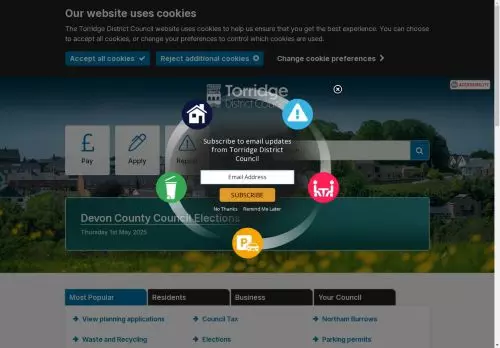 Our website uses cookies
The Torridge District Council website uses cookies to help us ensure that you get the best experience. You can choose
to accept all cookies, or change your preferences to control which cookies are used.
Accept all cookies
Reject additional cookies
Change cookie preferences
ACCESSIBILITY
Torridge
District Council
Subscribe to email updates
from Torridge District
Council
Email Address
SUBSCRIBE
No Thanks
Remind Me Later
£
Pay
Apply
Report
P
Devon County Council Elections
Thursday 1st May 2025
Most Popular
Residents
Business
Your Council
View planning applications
Council Tax
Northam Burrows
Waste and Recycling
Elections
Parking permits